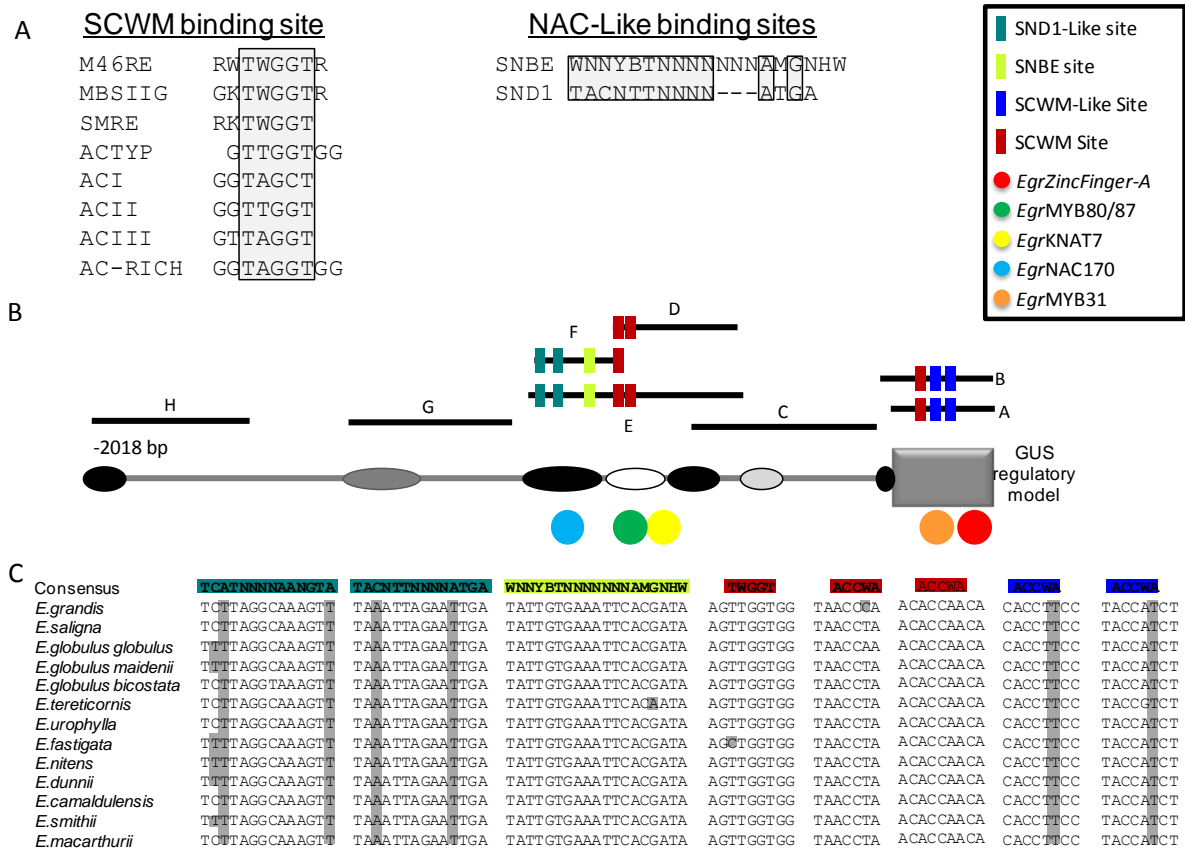 A
SCWM binding site
M46RE RWTWGGTR
MBSIIG GKTWGGTR
SMRE RKTWGGT
ACTYP GTTGGTGG
ACI GGTAGCT
ACII GGTTGGT
ACIII GTTAGGT
AC-RICH GGTAGGTGG
NAC-Like binding sites
SNBE WNNYBTNNNNNNNAMGNHW
SND1 TACNTTNNNN---ATGA
SND1-Like site
SNBE site
SCWM-Like Site
SCWM Site
EgrZincFinger-A
EgrMYB80/87
EgrKNAT7
EgrNAC170
EgrMYB31
B
D
F
B
A
H
G
E
C
-2018 bp
GUS
regulatory
model
C
Consensus TCATNNNNAANGTA TACNTTNNNNATGA WNNYBTNNNNNNNAMGNHW TWGGT ACCWA ACCWA ACCWA ACCWA
E.grandis TCTTAGGCAAAGTT TAAATTAGAATTGA TATTGTGAAATTCACGATA AGTTGGTGG TAACCCA ACACCAACA CACCTTCC TACCATCT
E.saligna TCTTAGGCAAAGTT TAAATTAGAATTGA TATTGTGAAATTCACGATA AGTTGGTGG TAACCTA ACACCAACA CACCTTCC TACCATCT
E.globulus globulus TTTTAGGCAAAGTT TAAATTAGAATTGA TATTGTGAAATTCACGATA AGTTGGTGG TAACCAA ACACCAACA CACCTTCC TACCATCT
E.globulus maidenii TTTTAGGCAAAGTT TAAATTAGAATTGA TATTGTGAAATTCACGATA AGTTGGTGG TAACCTA ACACCAACA CACCTTCC TACCATCT
E.globulus bicostata TCTTAGGTAAAGTT TAAATTAGAATTGA TATTGTGAAATTCACGATA AGTTGGTGG TAACCTA ACACCAACA CACCTTCC TACCATCT
E.tereticornis TCTTAGGCAAAGTT TAAATTAGAATTGA TATTGTGAAATTCACAATA AGTTGGTGG TAACCTA ACACCAACA CACCTTCC TACCGTCT
E.urophylla TCTTAGGCAAAGTT TAAATTAGAATTGA TATTGTGAAATTCACGATA AGTTGGTGG TAACCTA ACACCAACA CACCTTCC TACCATCT
E.fastigata TTTTAGGCAAAGTT TAAATTAGAATTGA TATTGTGAAATTCACGATA AGCTGGTGG TAACCTA ACACCAACA CACCTTCC TACCATCT
E.nitens TTTTAGGCAAAGTT TAAATTAGAATTGA TATTGTGAAATTCACGATA AGTTGGTGG TAACCTA ACACCAACA CACCTTCC TACCATCT
E.dunnii TTTTAGGCAAAGTT TAAATTAGAATTGA TATTGTGAAATTCACGATA AGTTGGTGG TAACCTA ACACCAACA CACCTTCC TACCATCT
E.camaldulensis TCTTAGGCAAAGTT TAAATTAGAATTGA TATTGTGAAATTCACGATA AGTTGGTGG TAACCTA ACACCAACA CACCTTCC TACCATCT
E.smithii TTTTAGGCAAAGTT TAAATTAGAATTGA TATTGTGAAATTCACGATA AGTTGGTGG TAACCTA ACACCAACA CACCTTCC TACCATCT
E.macarthurii TCTTAGGCAAAGTT TAAATTAGAATTGA TATTGTGAAATTCACGATA AGTTGGTGG TAACCTA ACACCAACA CACCTTCC TACCATCT